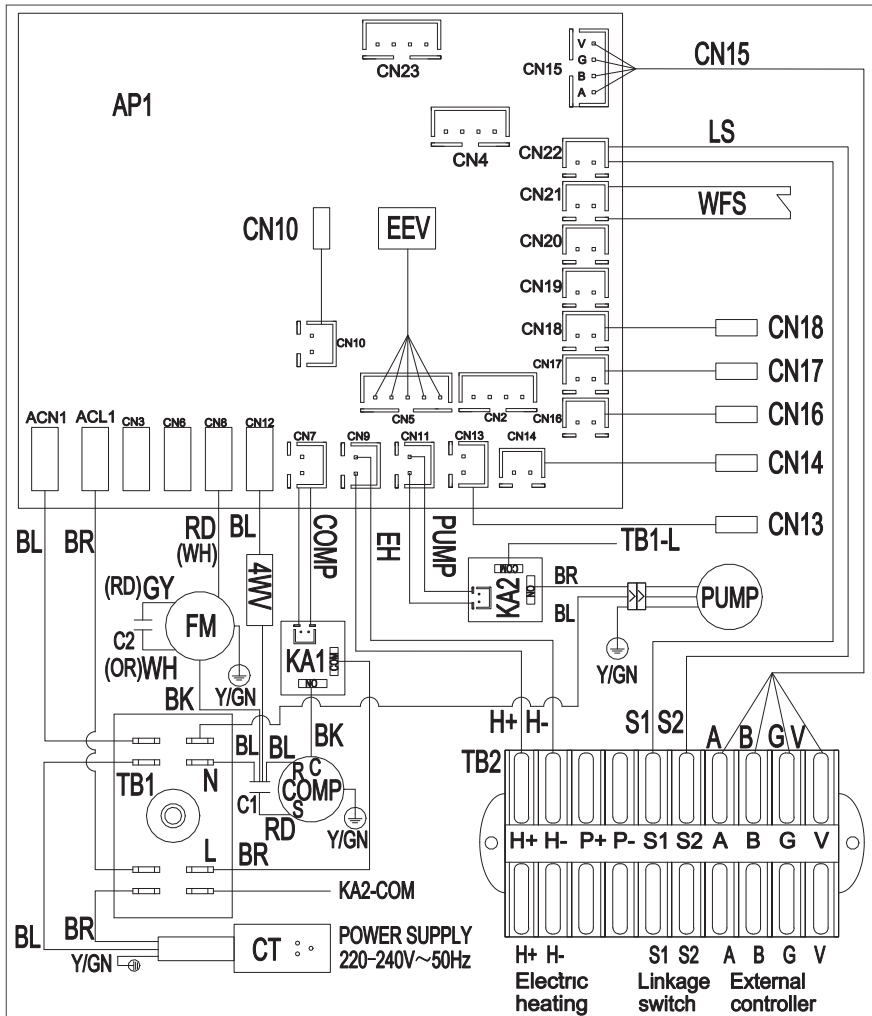 CN23
CN15
V
G
B
A
CN15
AP1
CN4
CN22
LS
CN21
WFS
CN10
EEV
CN20
CN19
CN18
CN18
CN10
CN17
CN17
CN5
CN2
CN16
CN16
ACN1
ACL1
CN3
CN6
CN8
CN12
CN7
CN9
CN11
CN13
CN14
CN14
CN13
BL
BR
RD
(WH)
BL
COMP
EH
PUMP
TB1-L
4WV
COM
KA2
NO
BR
BL
PUMP
(RD)GY
FM
C2
(OR)WH
Y/GN
KA1
COM
NO
Y/GN
BK
H+ H-
S1 S2
A
B
G
V
BL
BL
BK
TB1
N
C1
R
C
COMP
S
RD
Y/GN
TB2
H+
H-
P+
P-
S1
S2
A
B
G
V
L
BR
KA2-COM
BL
BR
Y/GN
CT
POWER SUPPLY
220-240V~50Hz
H+ H-
S1 S2
A
B
G
V
Electric
heating
Linkage
switch
External
controller